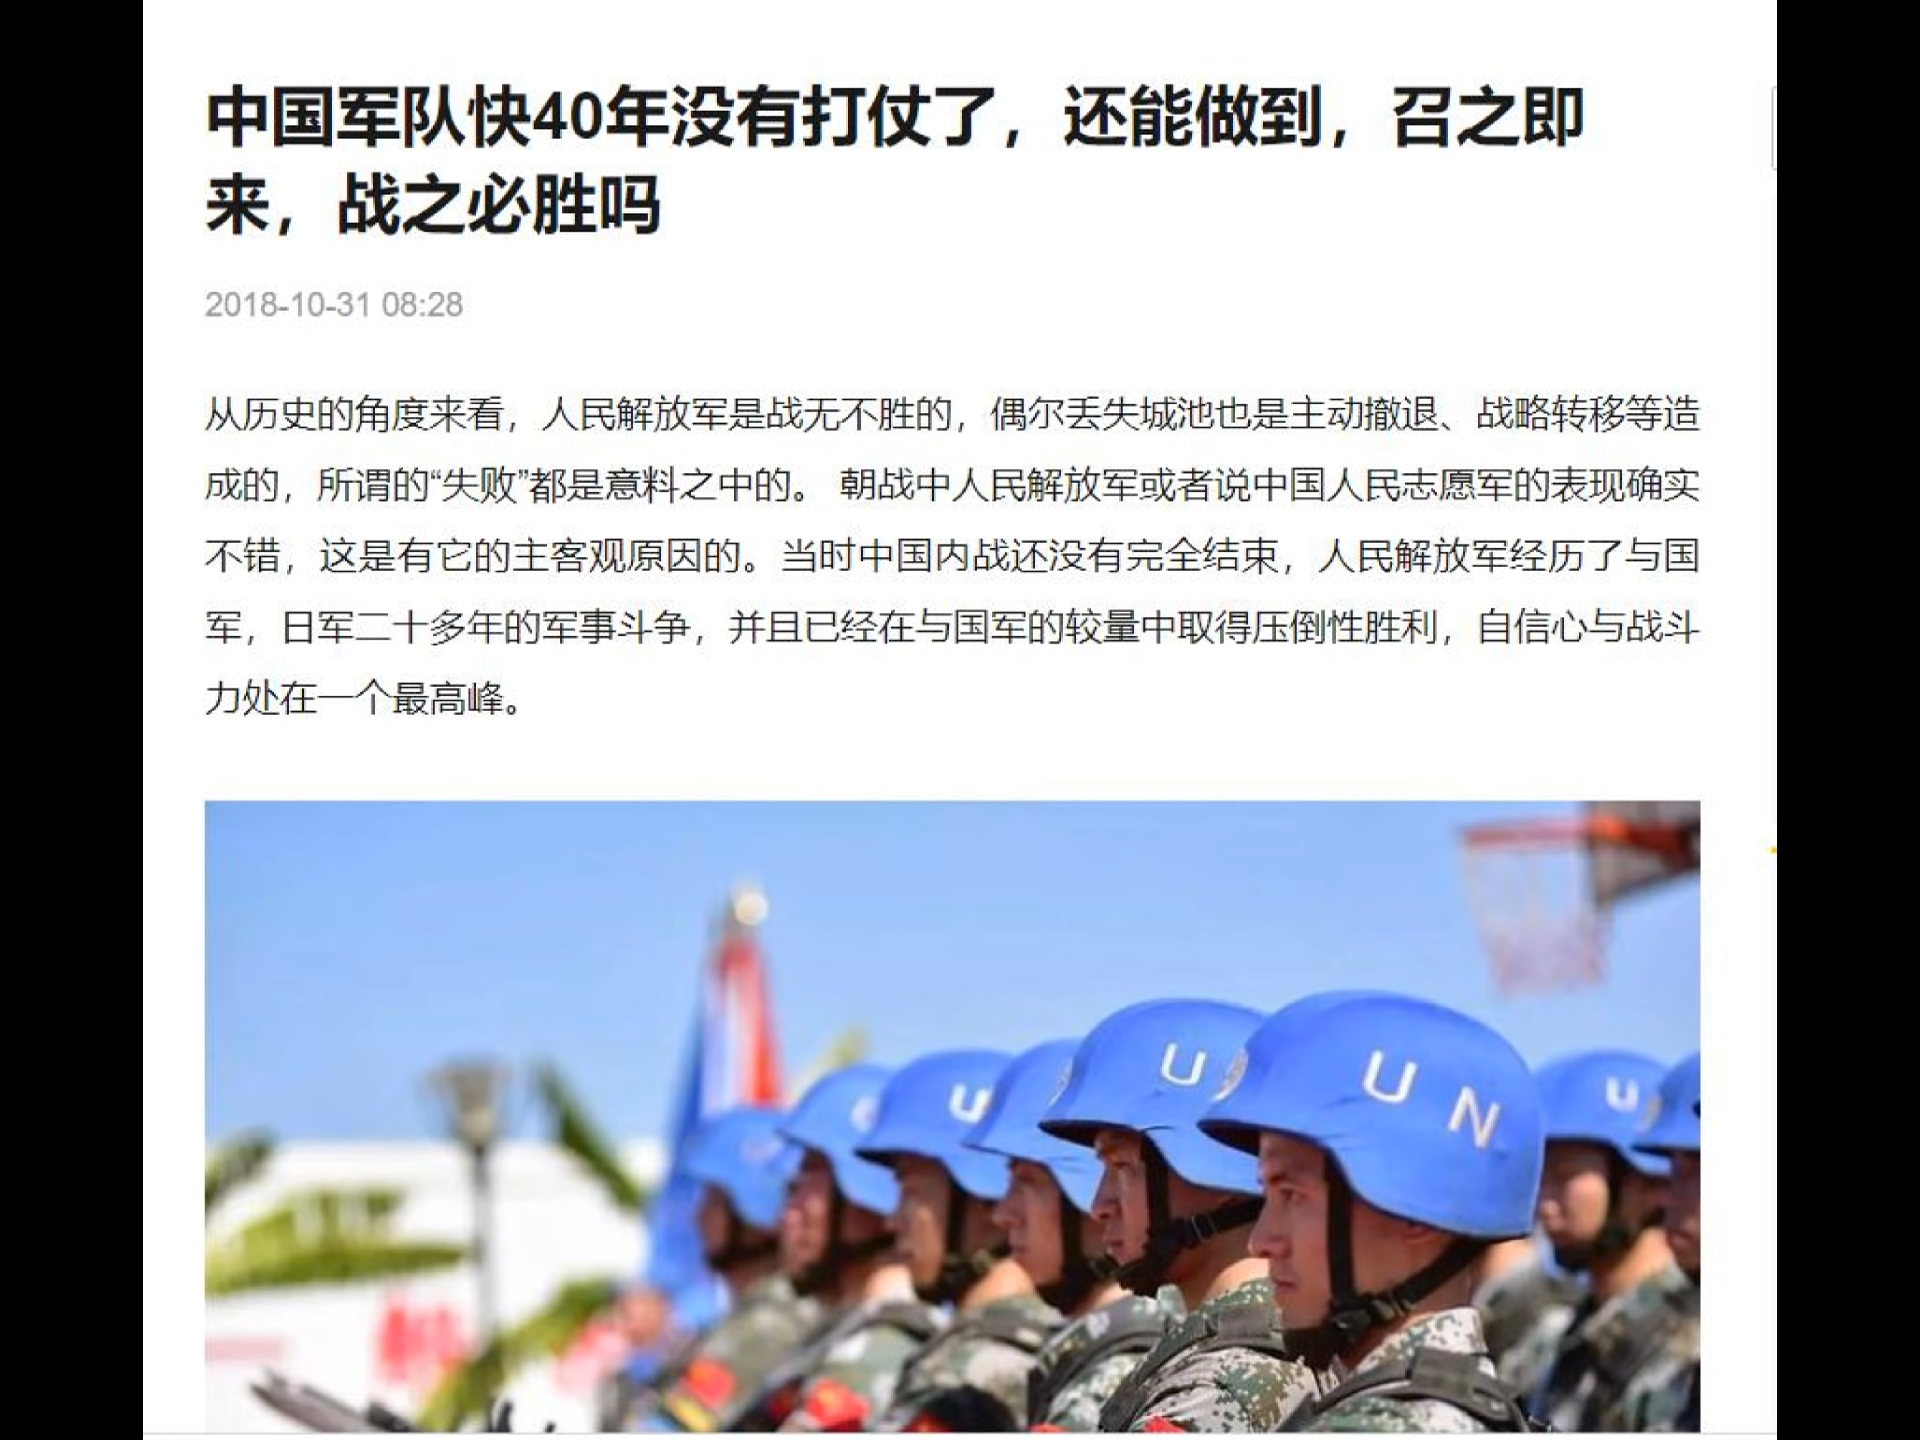 中国军队快40年没有打仗了，还能做到，召之即
来，战之必胜吗
2018-10-31 08:28
从历史的角度来看，人民解放军是战无不胜的，偶尔丢失城池也是主动撤退、战略转移等造
成的，所谓的“失败”都是意料之中的。 朝战中人民解放军或者说中国人民志愿军的表现确实
不错，这是有它的主客观原因的。当时中国内战还没有完全结束，人民解放军经历了与国
军，日军二十多年的军事斗争，并且已经在与国军的较量中取得压倒性胜利，自信心与战斗
力处在一个最高峰。
U
U
U N
U